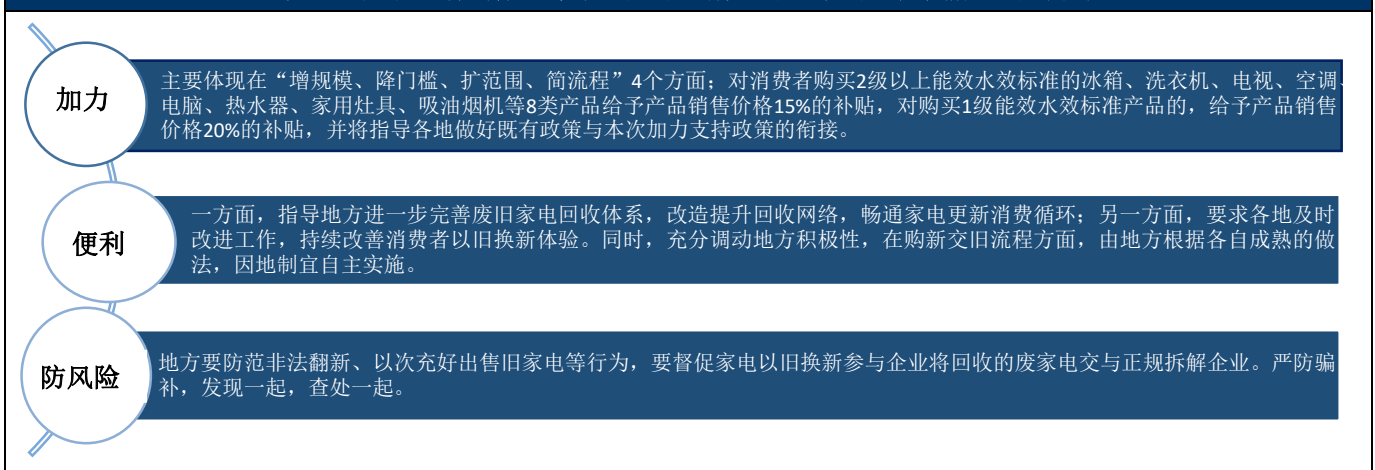 加力
主要体现在“增规模、降门槛、扩范围、简流程”4个方面；对消费者购买2级以上能效水效标准的冰箱、洗衣机、电视、空调、
电脑、热水器、家用灶具、吸油烟机等8类产品给予产品销售价格15%的补贴，对购买1级能效水效标准产品的，给予产品销售
价格20%的补贴，并将指导各地做好既有政策与本次加力支持政策的衔接。
便利
一方面，指导地方进一步完善废旧家电回收体系，改造提升回收网络，畅通家电更新消费循环；另一方面，要求各地及时
改进工作，持续改善消费者以旧换新体验。同时，充分调动地方积极性，在购新交旧流程方面，由地方根据各自成熟的做
法，因地制宜自主实施。
防风险
地方要防范非法翻新、以次充好出售旧家电等行为，要督促家电以旧换新参与企业将回收的废家电交与正规拆解企业。严防骗
补，发现一起，查处一起。